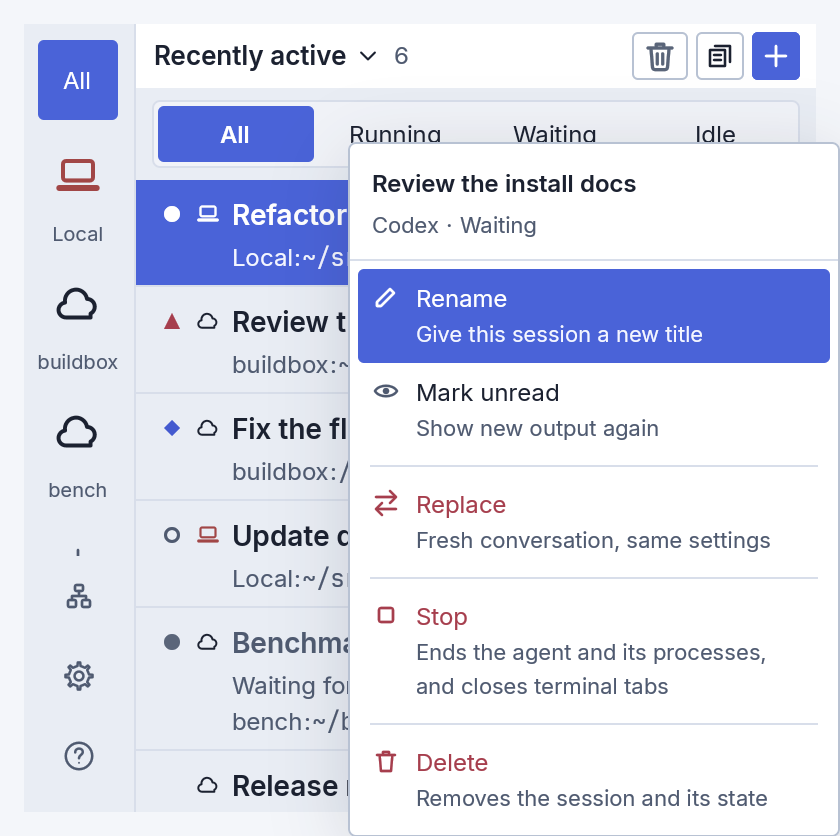 All
Recently active 6
All Running Waiting Idle
Local
buildbox
bench
Refactor
Local:~/s
Review t
buildbox:~
Fix the fl
buildbox:/
Update
Local:~/s
Benchma
Waiting for
bench:~/b
Release
Review the install docs
Codex · Waiting
Rename
Give this session a new title
Mark unread
Show new output again
Replace
Fresh conversation, same settings
Stop
Ends the agent and its processes,
and closes terminal tabs
Delete
Removes the session and its state